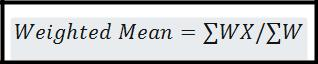 Weighted Mean = ∑WX/∑W